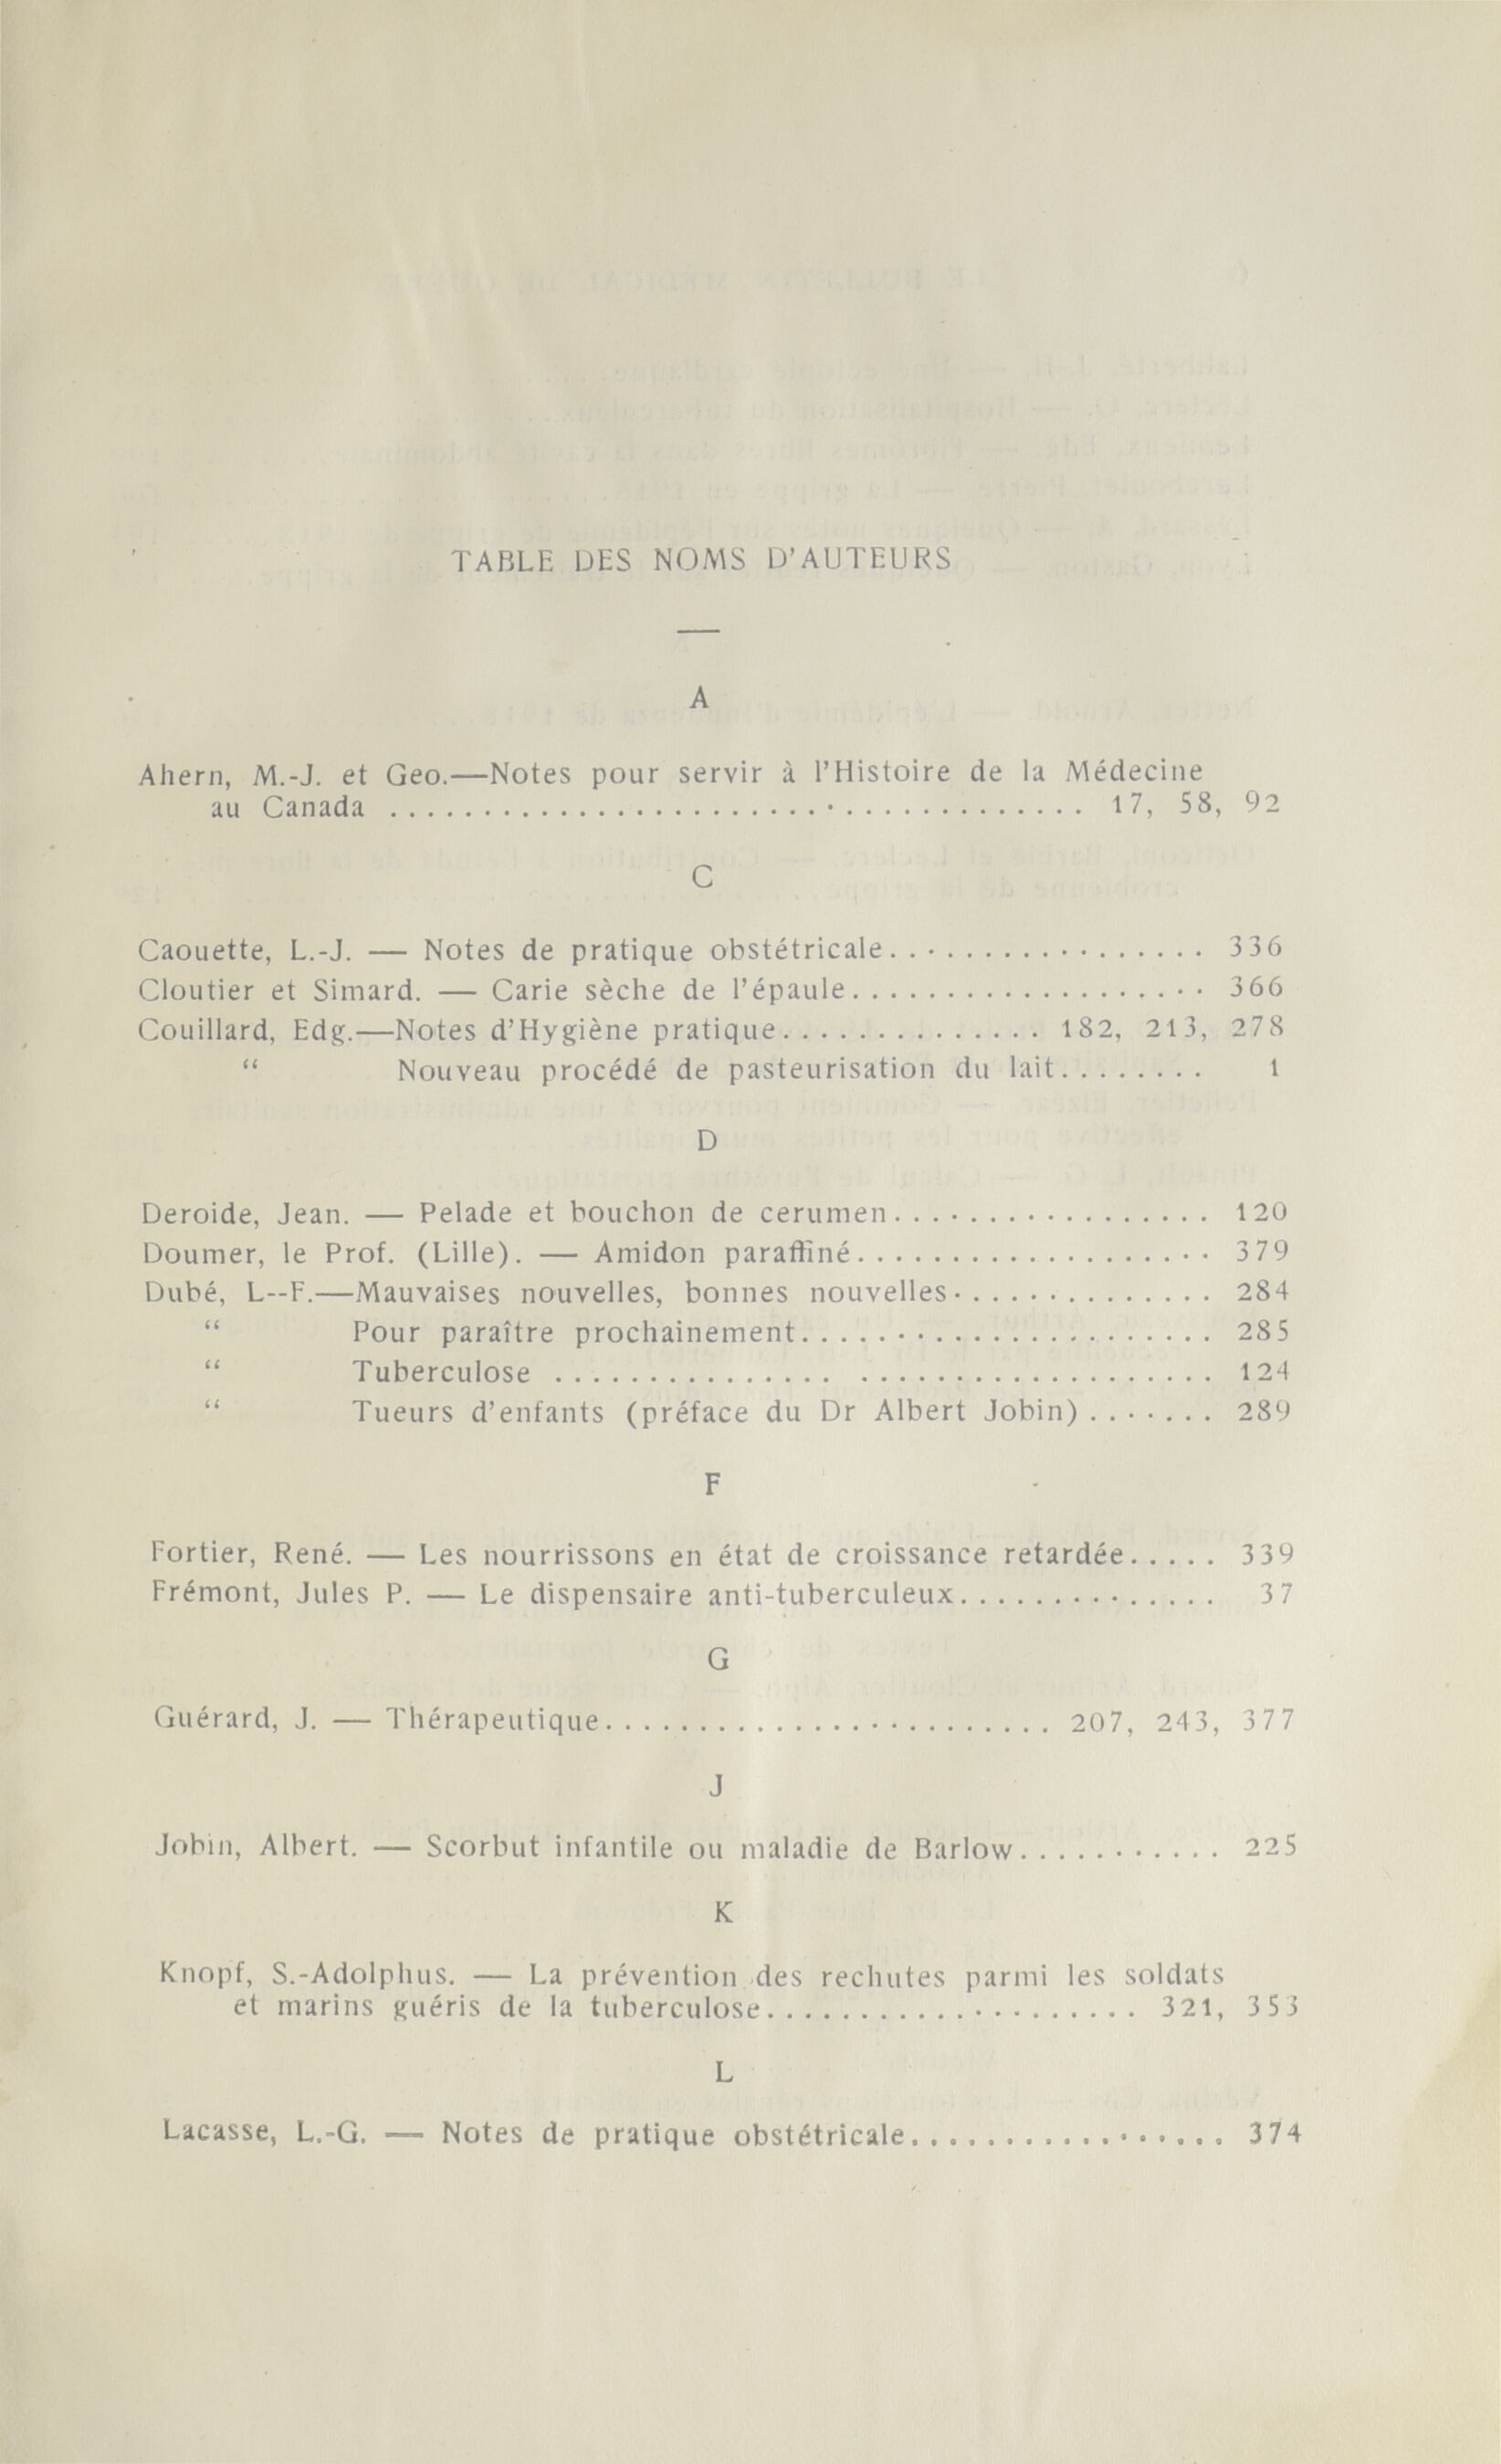 TABLE DES NOMS D'AUTEURS
A
Ahern, M.-J. et Geo.—Notes pour servir à l'Histoire de la Médecine
au Canada ................................. 17, 58, 92
C
Caouette, L.-J. — Notes de pratique obstétricale................. 336
Cloutier et Simard. — Carie sèche de l'épaule................... 366
Couillard, Edg.—Notes d'Hygiène pratique.............. 182, 213, 278
“ Nouveau procédé de pasteurisation du lait........ 1
D
Deroide, Jean. — Pelade et bouchon de cerumen................. 120
Doumer, le Prof. (Lille). — Amidon paraffiné................... 379
Dubé, L--F.—Mauvaises nouvelles, bonnes nouvelles.............. 284
“ Pour paraître prochainement...................... 285
“ Tuberculose ............... ................... 124
“ Tueurs d'enfants (préface du Dr Albert Jobin)....... 289
F
Fortier, René. — Les nourrissons en état de croissance retardée..... 339
Frémont, Jules P. — Le dispensaire anti-tuberculeux.............. 37
G
Guérard, J. — Thérapeutique........................ 207, 243, 377
J
Jobin, Albert. — Scorbut infantile ou maladie de Barlow........... 225
K
Knopf, S.-Adolphus. — La prévention des rechutes parmi les soldats
et marins guéris de la tuberculose.................... 321, 353
L
Lacasse, L.-G. — Notes de pratique obstétricale................. 374